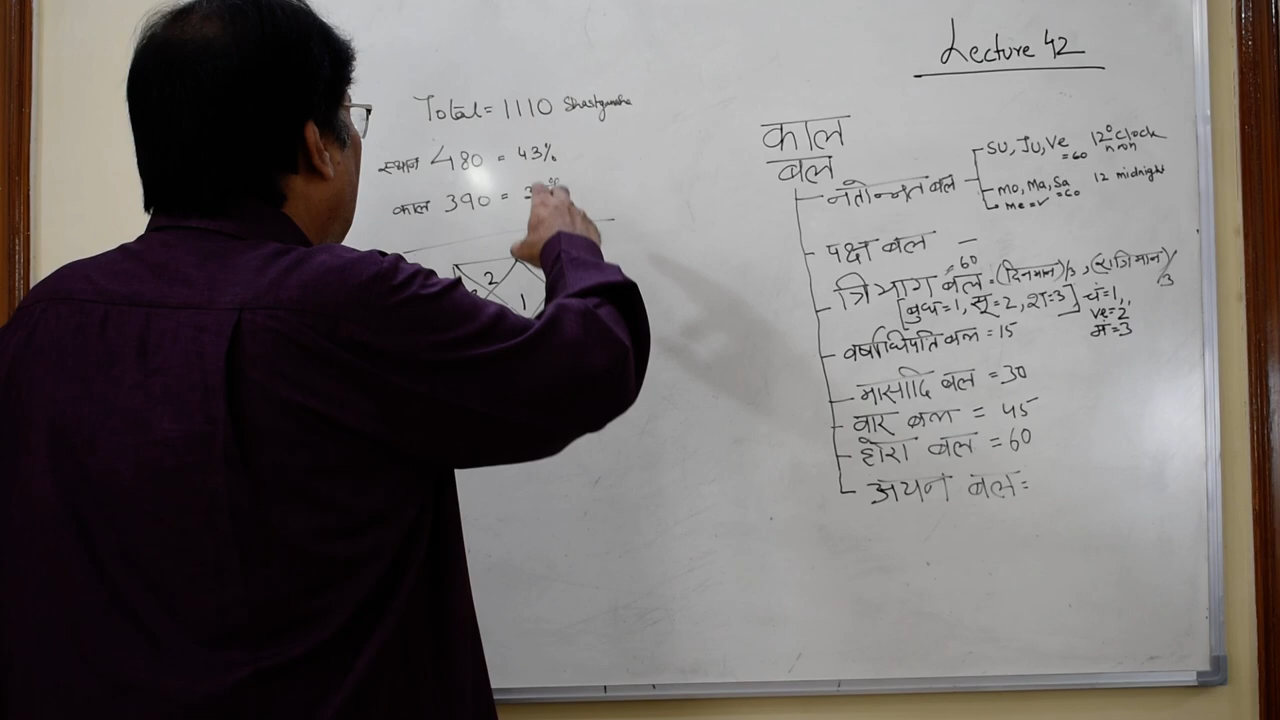 Lecture 42
Total = 1110 Shastyansha
स्थान 480 = 43%
काल 390 = 3
2
1
काल
बल
नतोन्नत बल
SU, JU, Ve = 60 12 O'clock noon
Mo, Ma, Sa = 60 12 midnight
Me = ✓
पक्ष बल — 60
त्रिभाग बल = (दिनमान)/3, (रात्रिमान)/3
[बुध=1, सू=2, श=3] चं=1,
Ve=2
मं=3
वर्षाधिपति बल = 15
मासादि बल = 30
वार बल = 45
होरा बल = 60
अयन बल =